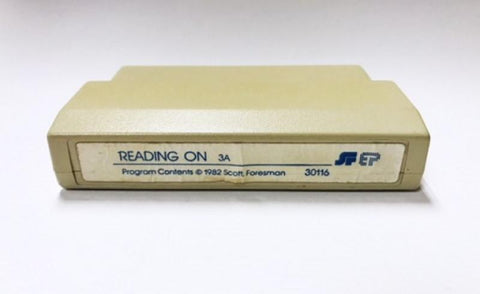 READING ON 3A SF EP
Program Contents © 1982 Scott, Foresman 30116